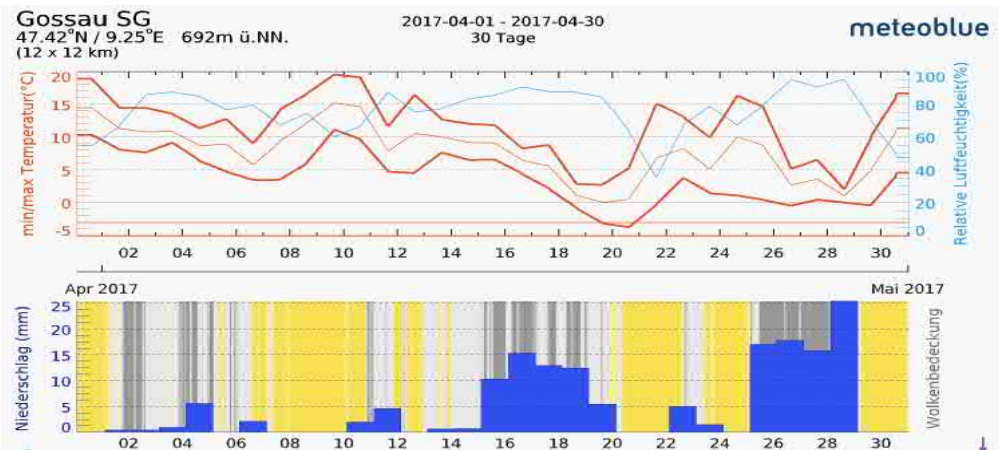 Gossau SG
47.42°N / 9.25°E 692m ü.NN.
(12 x 12 km)
2017-04-01 - 2017-04-30
30 Tage
meteoblue
min/max Temperatur(°C)
20
15
10
5
0
-5
100
80
60
40
20
0
Relative Luftfeuchtigkeit(%)
02 04 06 08 10 12 14 16 18 20 22 24 26 28 30
Apr 2017
Mai 2017
Niederschlag (mm)
25
20
15
10
5
0
Wolkenbedeckung
02 04 06 08 10 12 14 16 18 20 22 24 26 28 30